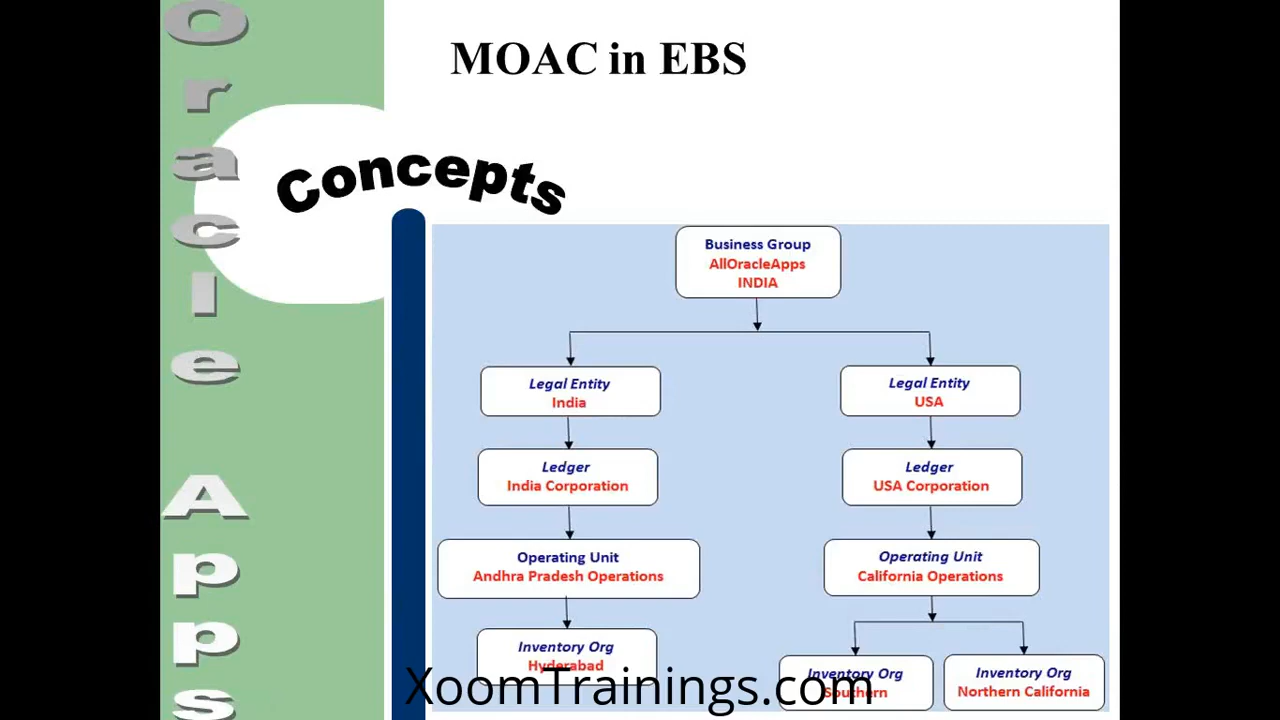 MOAC in EBS
Oracle Apps
Concepts
Business Group
AllOracleApps
INDIA
Legal Entity
India
Legal Entity
USA
Ledger
India Corporation
Ledger
USA Corporation
Operating Unit
Andhra Pradesh Operations
Operating Unit
California Operations
Inventory Org
Hyderabad
Inventory Org
Southern
Inventory Org
Northern California
XoomTrainings.com